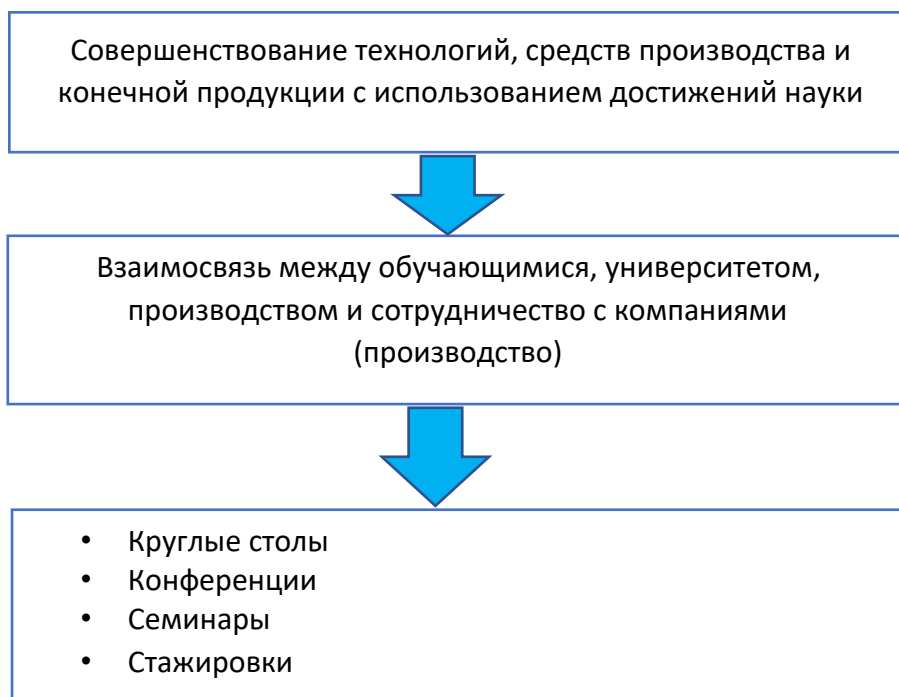 Совершенствование технологий, средств производства и
конечной продукции с использованием достижений науки
Взаимосвязь между обучающимися, университетом,
производством и сотрудничество с компаниями
(производство)
• Круглые столы
• Конференции
• Семинары
• Стажировки